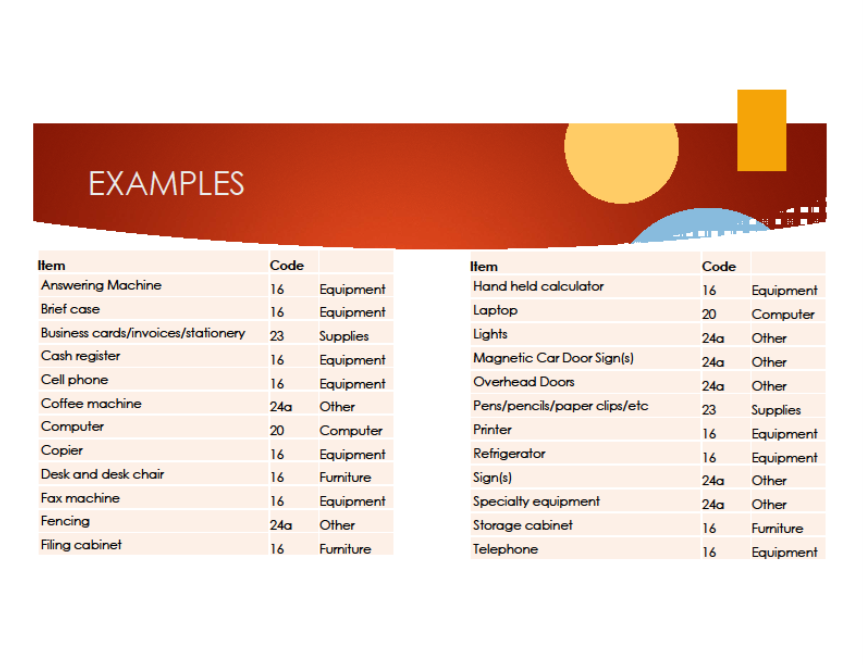 EXAMPLES
Item Code
Answering Machine 16 Equipment
Brief case 16 Equipment
Business cards/invoices/stationery 23 Supplies
Cash register 16 Equipment
Cell phone 16 Equipment
Coffee machine 24a Other
Computer 20 Computer
Copier 16 Equipment
Desk and desk chair 16 Furniture
Fax machine 16 Equipment
Fencing 24a Other
Filing cabinet 16 Furniture
Item Code
Hand held calculator 16 Equipment
Laptop 20 Computer
Lights 24a Other
Magnetic Car Door Sign(s) 24a Other
Overhead Doors 24a Other
Pens/pencils/paper clips/etc 23 Supplies
Printer 16 Equipment
Refrigerator 16 Equipment
Sign(s) 24a Other
Specialty equipment 24a Other
Storage cabinet 16 Furniture
Telephone 16 Equipment